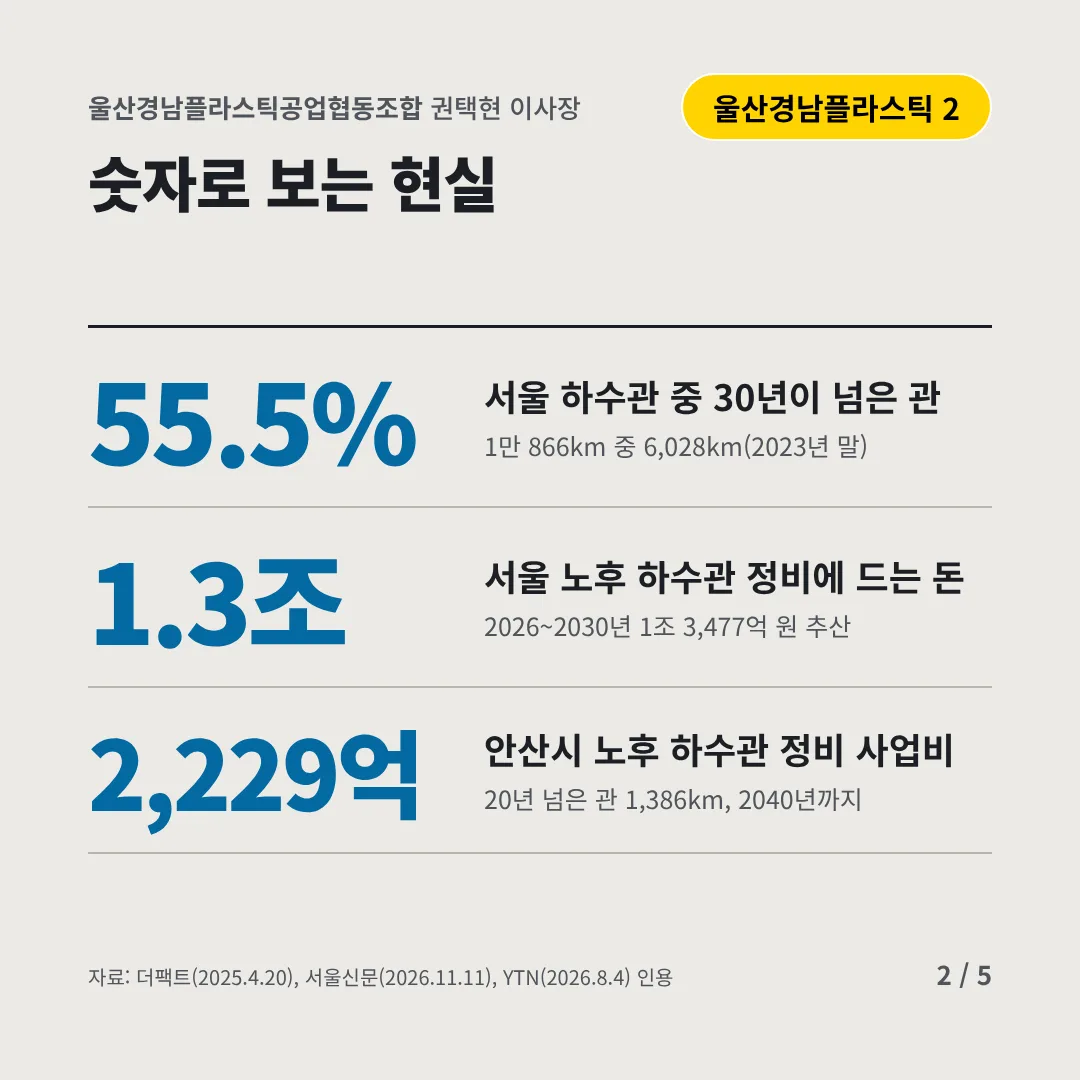 울산경남플라스틱공업협동조합 권택현 이사장
울산경남플라스틱 2
숫자로 보는 현실
55.5%
서울 하수관 중 30년이 넘은 관
1만 866km 중 6,028km(2023년 말)
1.3조
서울 노후 하수관 정비에 드는 돈
2026~2030년 1조 3,477억 원 추산
2,229억
안산시 노후 하수관 정비 사업비
20년 넘은 관 1,386km, 2040년까지
자료: 더팩트(2025.4.20), 서울신문(2026.11.11), YTN(2026.8.4) 인용
2 / 5